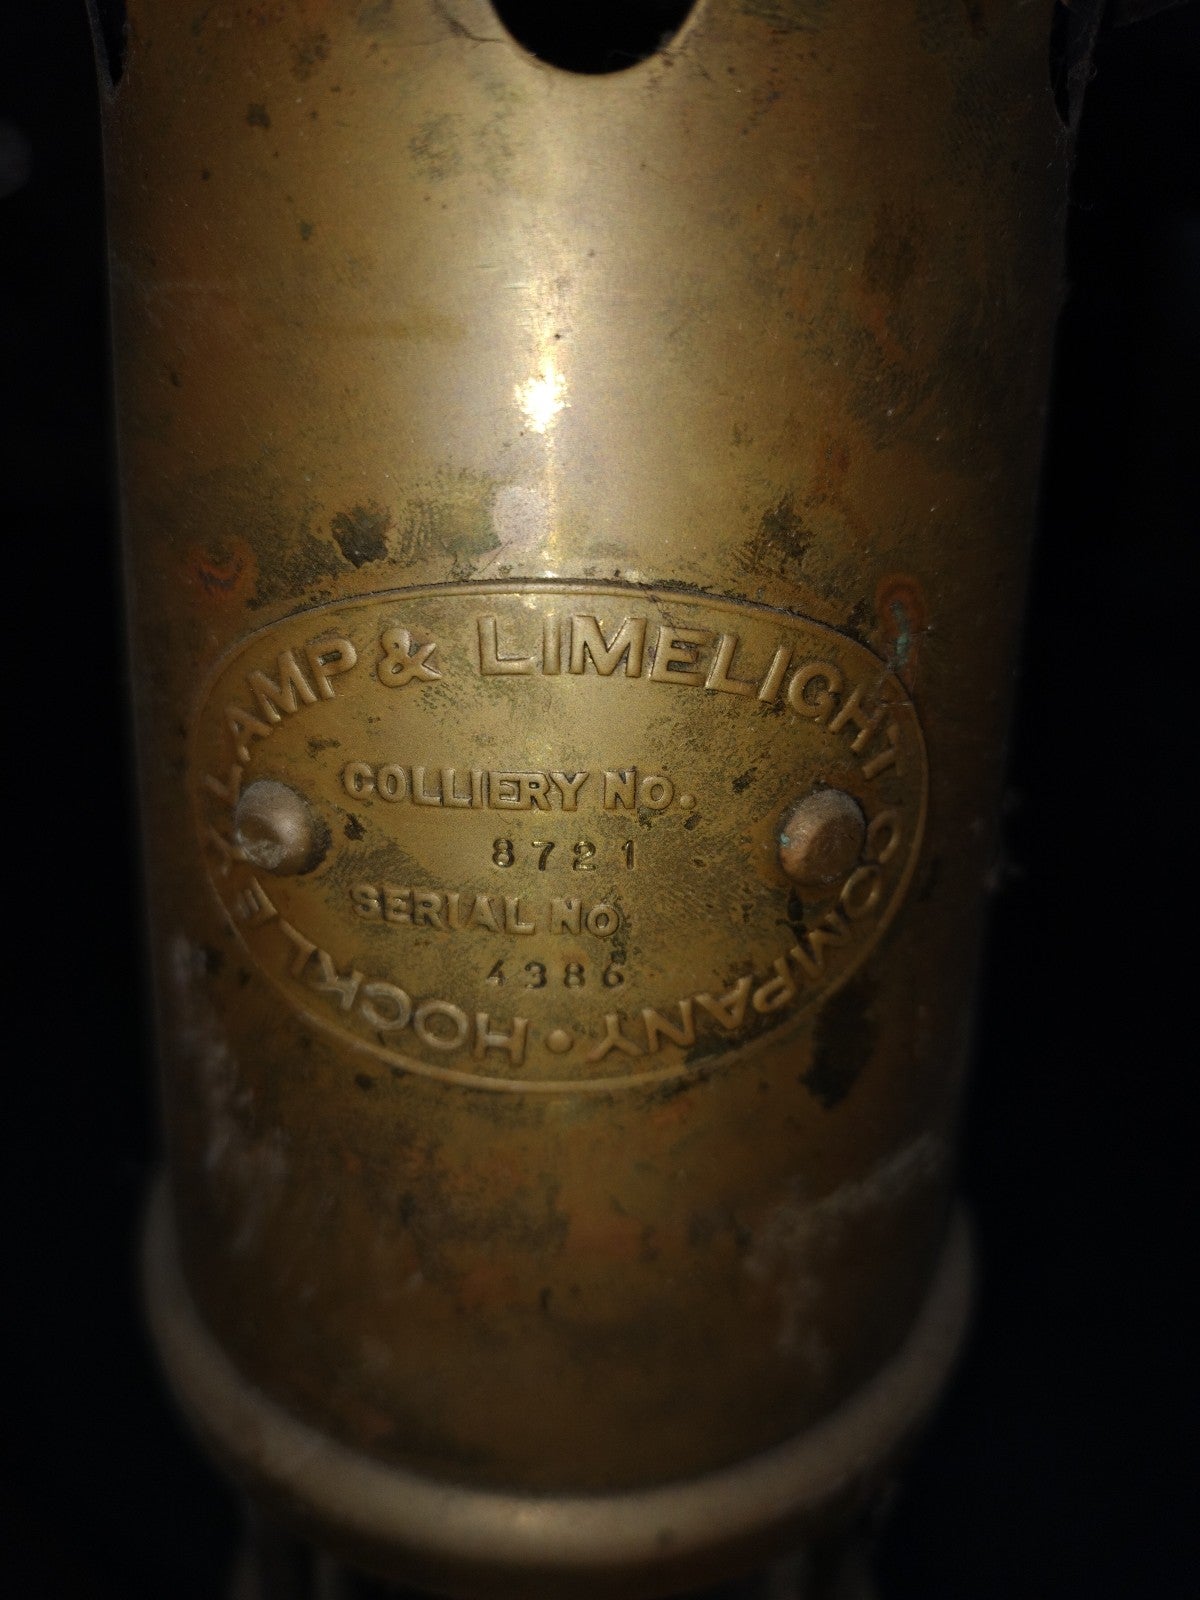 HOCKLEY LAMP & LIMELIGHT COMPANY •
COLLIERY NO.
8721
SERIAL NO
4386